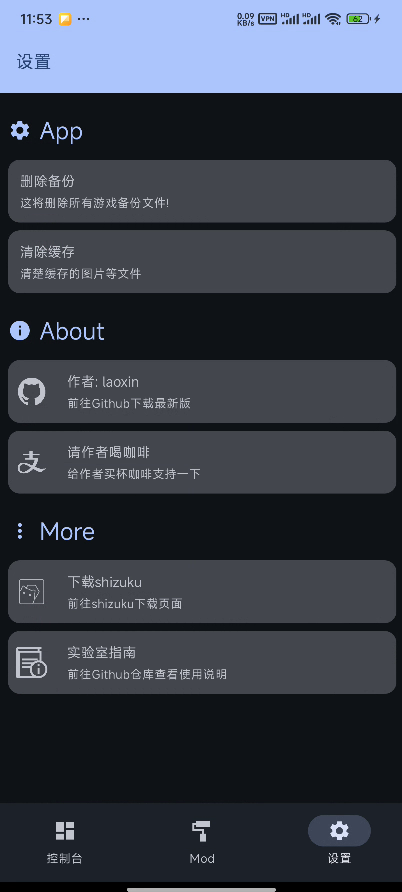 11:53
0.09
KB/s
VPN
HD
HD
62
设置
App
删除备份
这将删除所有游戏备份文件!
清除缓存
清楚缓存的图片等文件
About
作者: laoxin
前往Github下载最新版
支
请作者喝咖啡
给作者买杯咖啡支持一下
More
下载shizuku
前往shizuku下载页面
实验室指南
前往Github仓库查看使用说明
控制台
Mod
设置